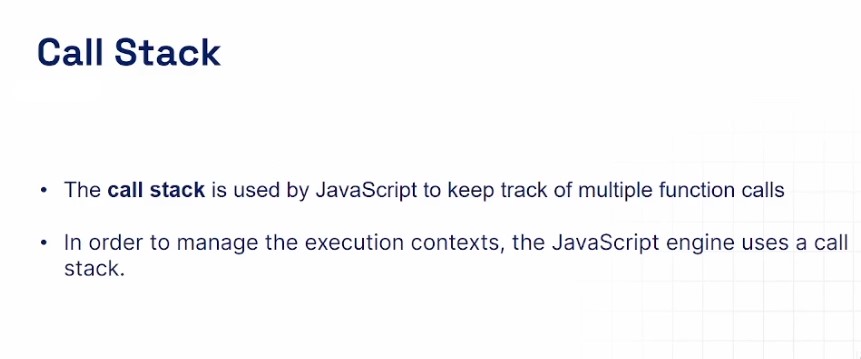 Call Stack
• The call stack is used by JavaScript to keep track of multiple function calls
• In order to manage the execution contexts, the JavaScript engine uses a call
stack.